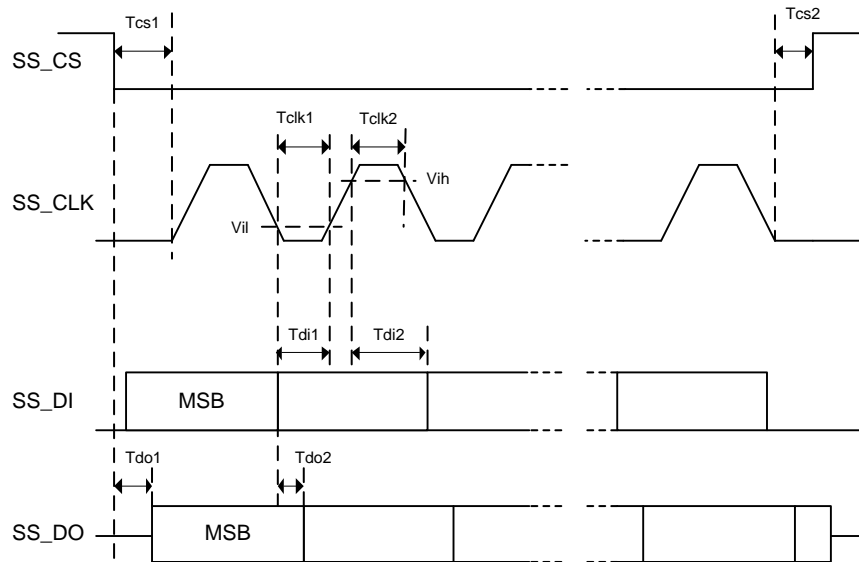 Tcs1
Tcs2
SS_CS
Tclk1
Tclk2
Vih
SS_CLK
Vil
Tdi1
Tdi2
SS_DI
MSB
Tdo1
Tdo2
SS_DO
MSB